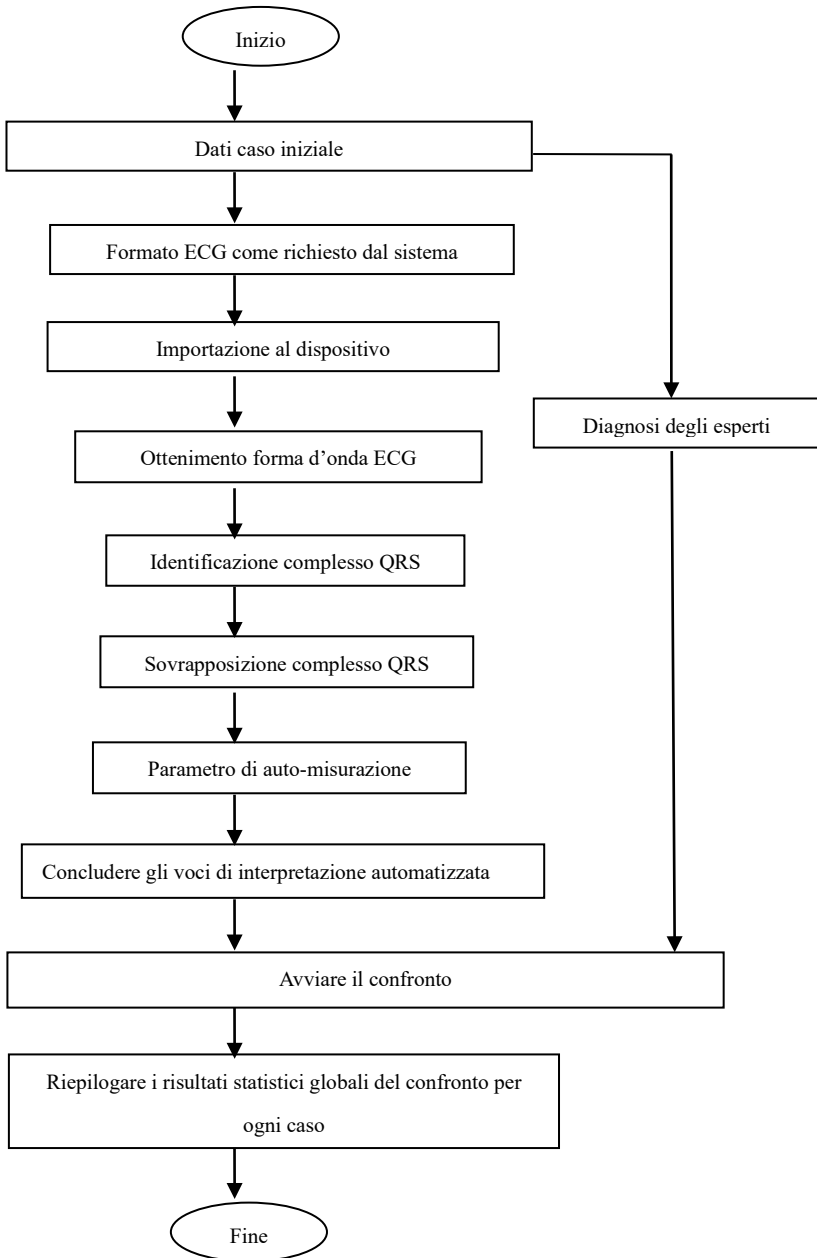 Inizio
Dati caso iniziale
Formato ECG come richiesto dal sistema
Importazione al dispositivo
Diagnosi degli esperti
Ottenimento forma d’onda ECG
Identificazione complesso QRS
Sovrapposizione complesso QRS
Parametro di auto-misurazione
Concludere gli voci di interpretazione automatizzata
Avviare il confronto
Riepilogare i risultati statistici globali del confronto per
ogni caso
Fine